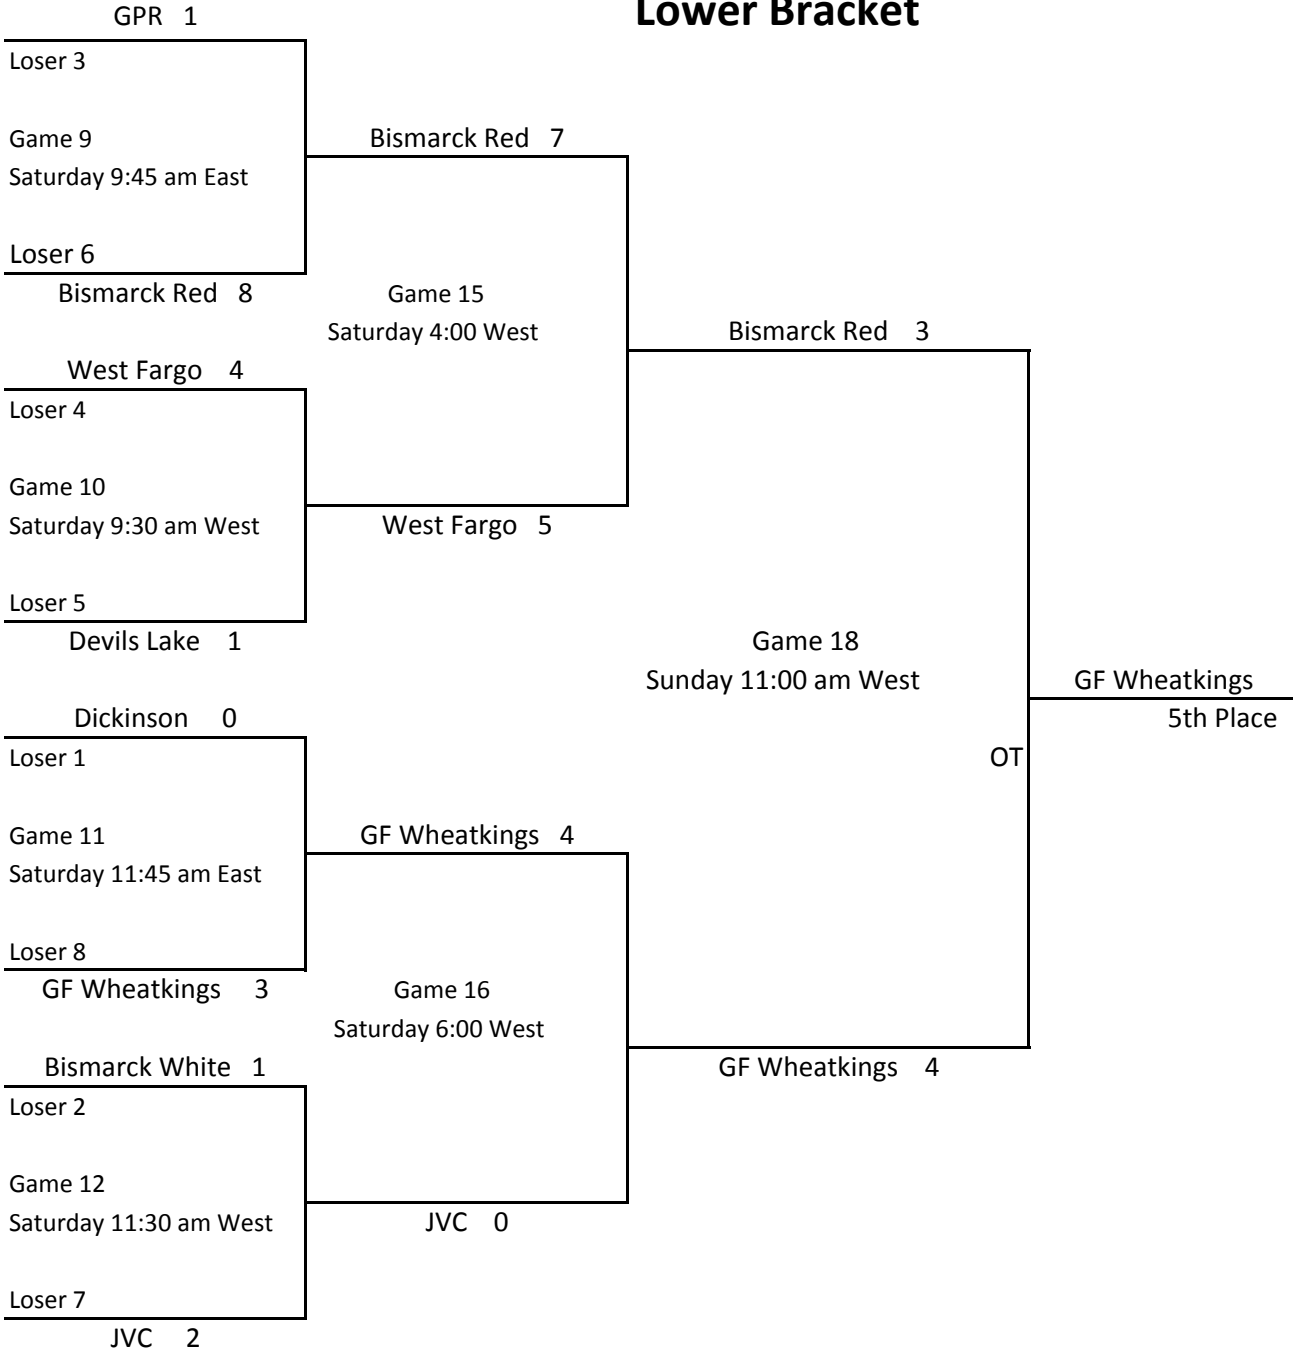 Lower Bracket
GPR 1
Loser 3
Game 9
Saturday 9:45 am East
Loser 6
Bismarck Red 8
Bismarck Red 7
Game 15
Saturday 4:00 West
West Fargo 4
Loser 4
Game 10
Saturday 9:30 am West
Loser 5
Devils Lake 1
West Fargo 5
Bismarck Red 3
Game 18
Sunday 11:00 am West
OT
GF Wheatkings
5th Place
Dickinson 0
Loser 1
Game 11
Saturday 11:45 am East
Loser 8
GF Wheatkings 3
GF Wheatkings 4
Game 16
Saturday 6:00 West
GF Wheatkings 4
Bismarck White 1
Loser 2
Game 12
Saturday 11:30 am West
Loser 7
JVC 2
JVC 0